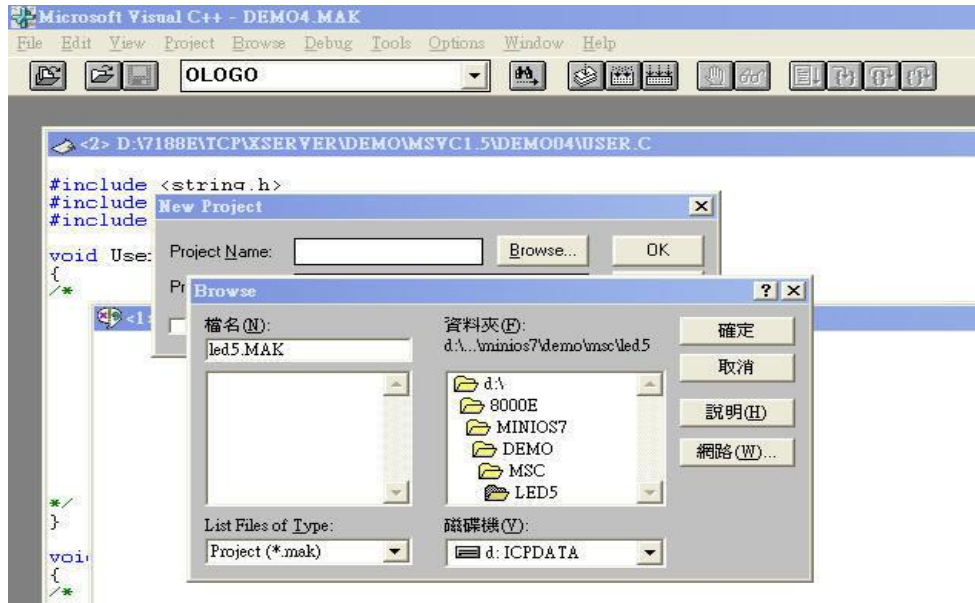 Microsoft Visual C++ - DEMO4.MAK
File Edit View Project Browse Debug Tools Options Window Help
OLOGO
<2> D:\7188E\TCP\XSERVER\DEMO\MSVC1.5\DEMO04\USER.C
#include <string.h>
#include
#include
void User
{
/*
New Project
Project Name:
Browse...
OK
Pr
<1>
Browse
檔名(N):
led5.MAK
資料夾(F):
d:\...\minios7\demo\msc\led5
d:\
8000E
MINIOS7
DEMO
MSC
LED5
確定
取消
說明(H)
網路(W)...
List Files of Type:
Project (*.mak)
磁碟機(V):
d: ICPDATA
*/
}
voi
{
/*